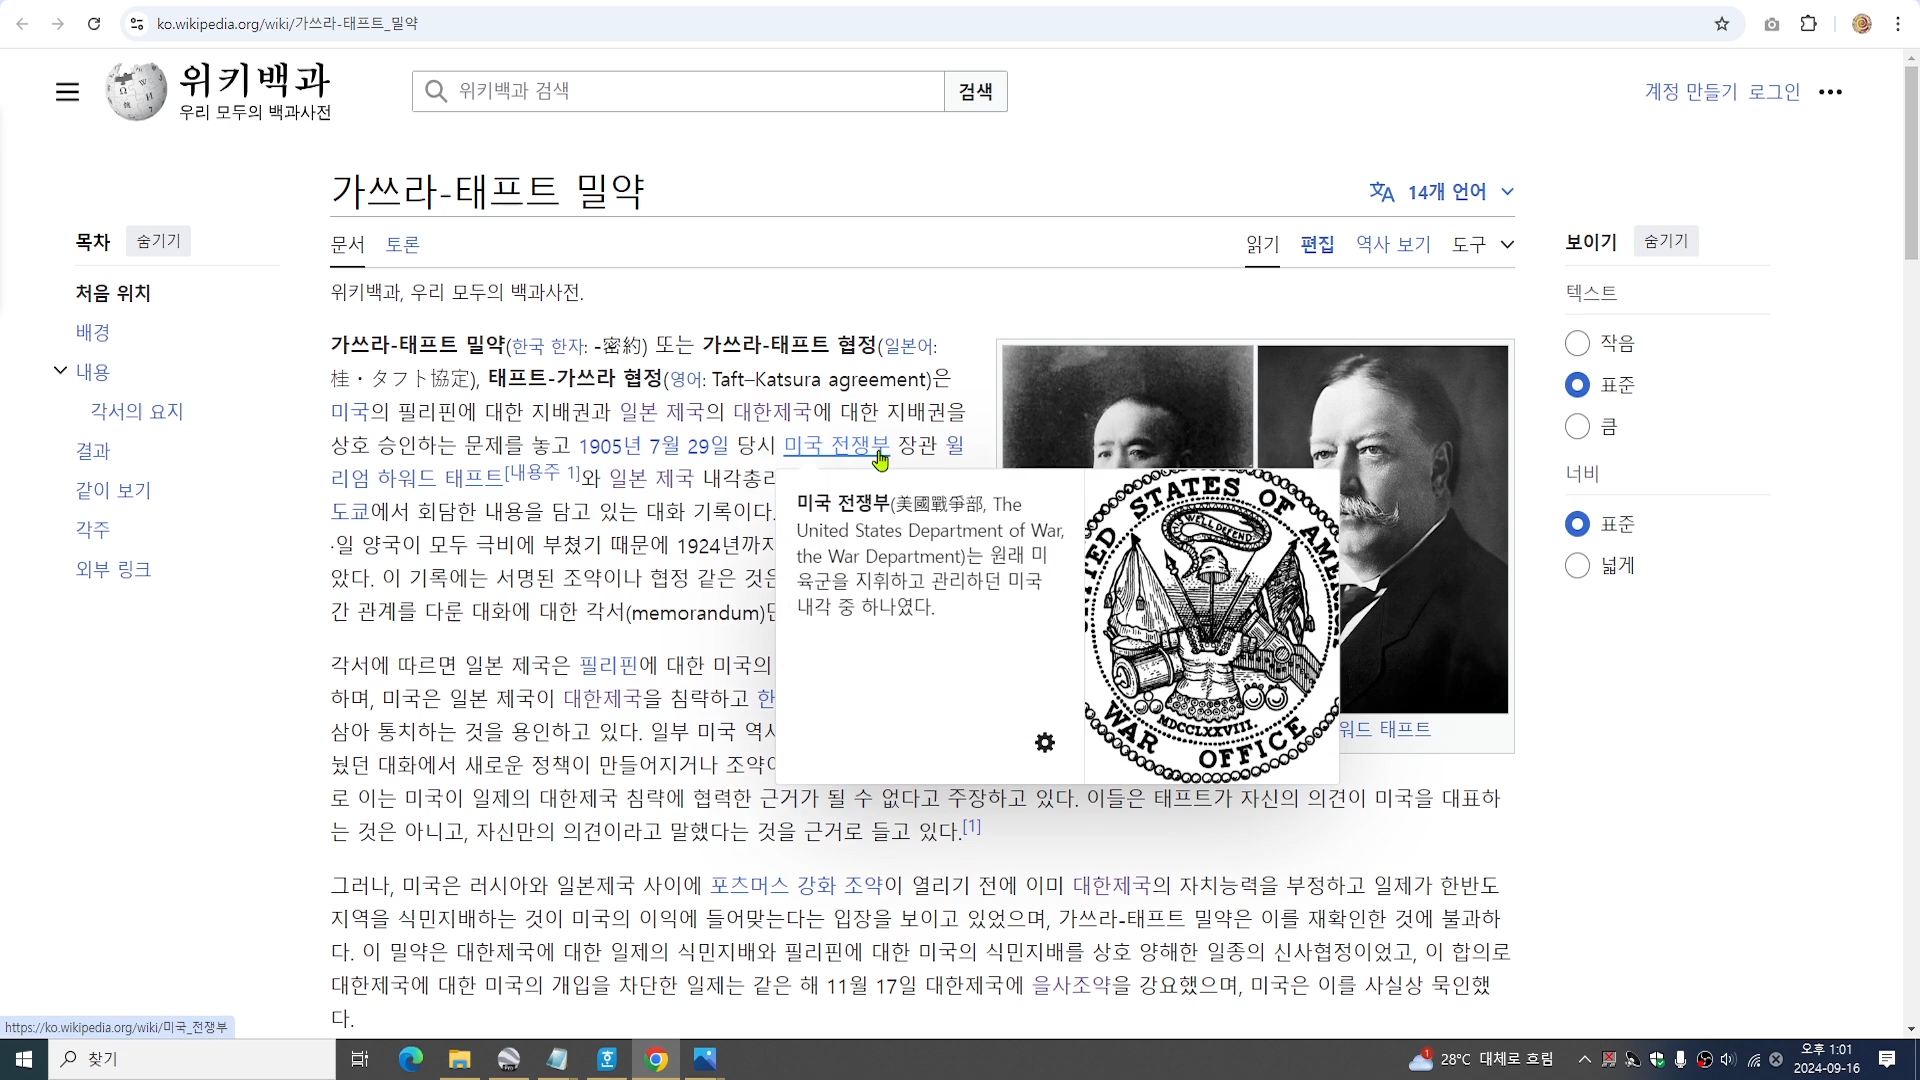 ko.wikipedia.org/wiki/가쓰라-태프트_밀약
위키백과
우리 모두의 백과사전
위키백과 검색
검색
계정 만들기 로그인
가쓰라-태프트 밀약
14개 언어
목차 숨기기
처음 위치
배경
내용
각서의 요지
결과
같이 보기
각주
외부 링크
문서 토론
읽기 편집 역사 보기 도구
위키백과, 우리 모두의 백과사전.
가쓰라-태프트 밀약(한국 한자: -密約) 또는 가쓰라-태프트 협정(일본어:
桂・タフト協定), 태프트-가쓰라 협정(영어: Taft–Katsura agreement)은
미국의 필리핀에 대한 지배권과 일본 제국의 대한제국에 대한 지배권을
상호 승인하는 문제를 놓고 1905년 7월 29일 당시 미국 전쟁부 장관 윌
리엄 하워드 태프트[내용주 1]와 일본 제국 내각총리
도쿄에서 회담한 내용을 담고 있는 대화 기록이다.
·일 양국이 모두 극비에 부쳤기 때문에 1924년까지
았다. 이 기록에는 서명된 조약이나 협정 같은 것은
간 관계를 다룬 대화에 대한 각서(memorandum)만
각서에 따르면 일본 제국은 필리핀에 대한 미국의
하며, 미국은 일본 제국이 대한제국을 침략하고 한
삼아 통치하는 것을 용인하고 있다. 일부 미국 역사
눴던 대화에서 새로운 정책이 만들어지거나 조약이
로 이는 미국이 일제의 대한제국 침략에 협력한 근거가 될 수 없다고 주장하고 있다. 이들은 태프트가 자신의 의견이 미국을 대표하
는 것은 아니고, 자신만의 의견이라고 말했다는 것을 근거로 들고 있다.[1]
그러나, 미국은 러시아와 일본제국 사이에 포츠머스 강화 조약이 열리기 전에 이미 대한제국의 자치능력을 부정하고 일제가 한반도
지역을 식민지배하는 것이 미국의 이익에 들어맞는다는 입장을 보이고 있었으며, 가쓰라-태프트 밀약은 이를 재확인한 것에 불과하
다. 이 밀약은 대한제국에 대한 일제의 식민지배와 필리핀에 대한 미국의 식민지배를 상호 양해한 일종의 신사협정이었고, 이 합의로
대한제국에 대한 미국의 개입을 차단한 일제는 같은 해 11월 17일 대한제국에 을사조약을 강요했으며, 미국은 이를 사실상 묵인했
다.
미국 전쟁부(美國戰爭部, The
United States Department of War,
the War Department)는 원래 미
육군을 지휘하고 관리하던 미국
내각 중 하나였다.
UNITED STATES OF AMERICA
THIS WE'LL DEFEND
MDCCLXXVIII
WAR OFFICE
워드 태프트
보이기 숨기기
텍스트
작음
표준
큼
너비
표준
넓게
https://ko.wikipedia.org/wiki/미국_전쟁부
찾기
1
28°C 대체로 흐림
오후 1:01
2024-09-16